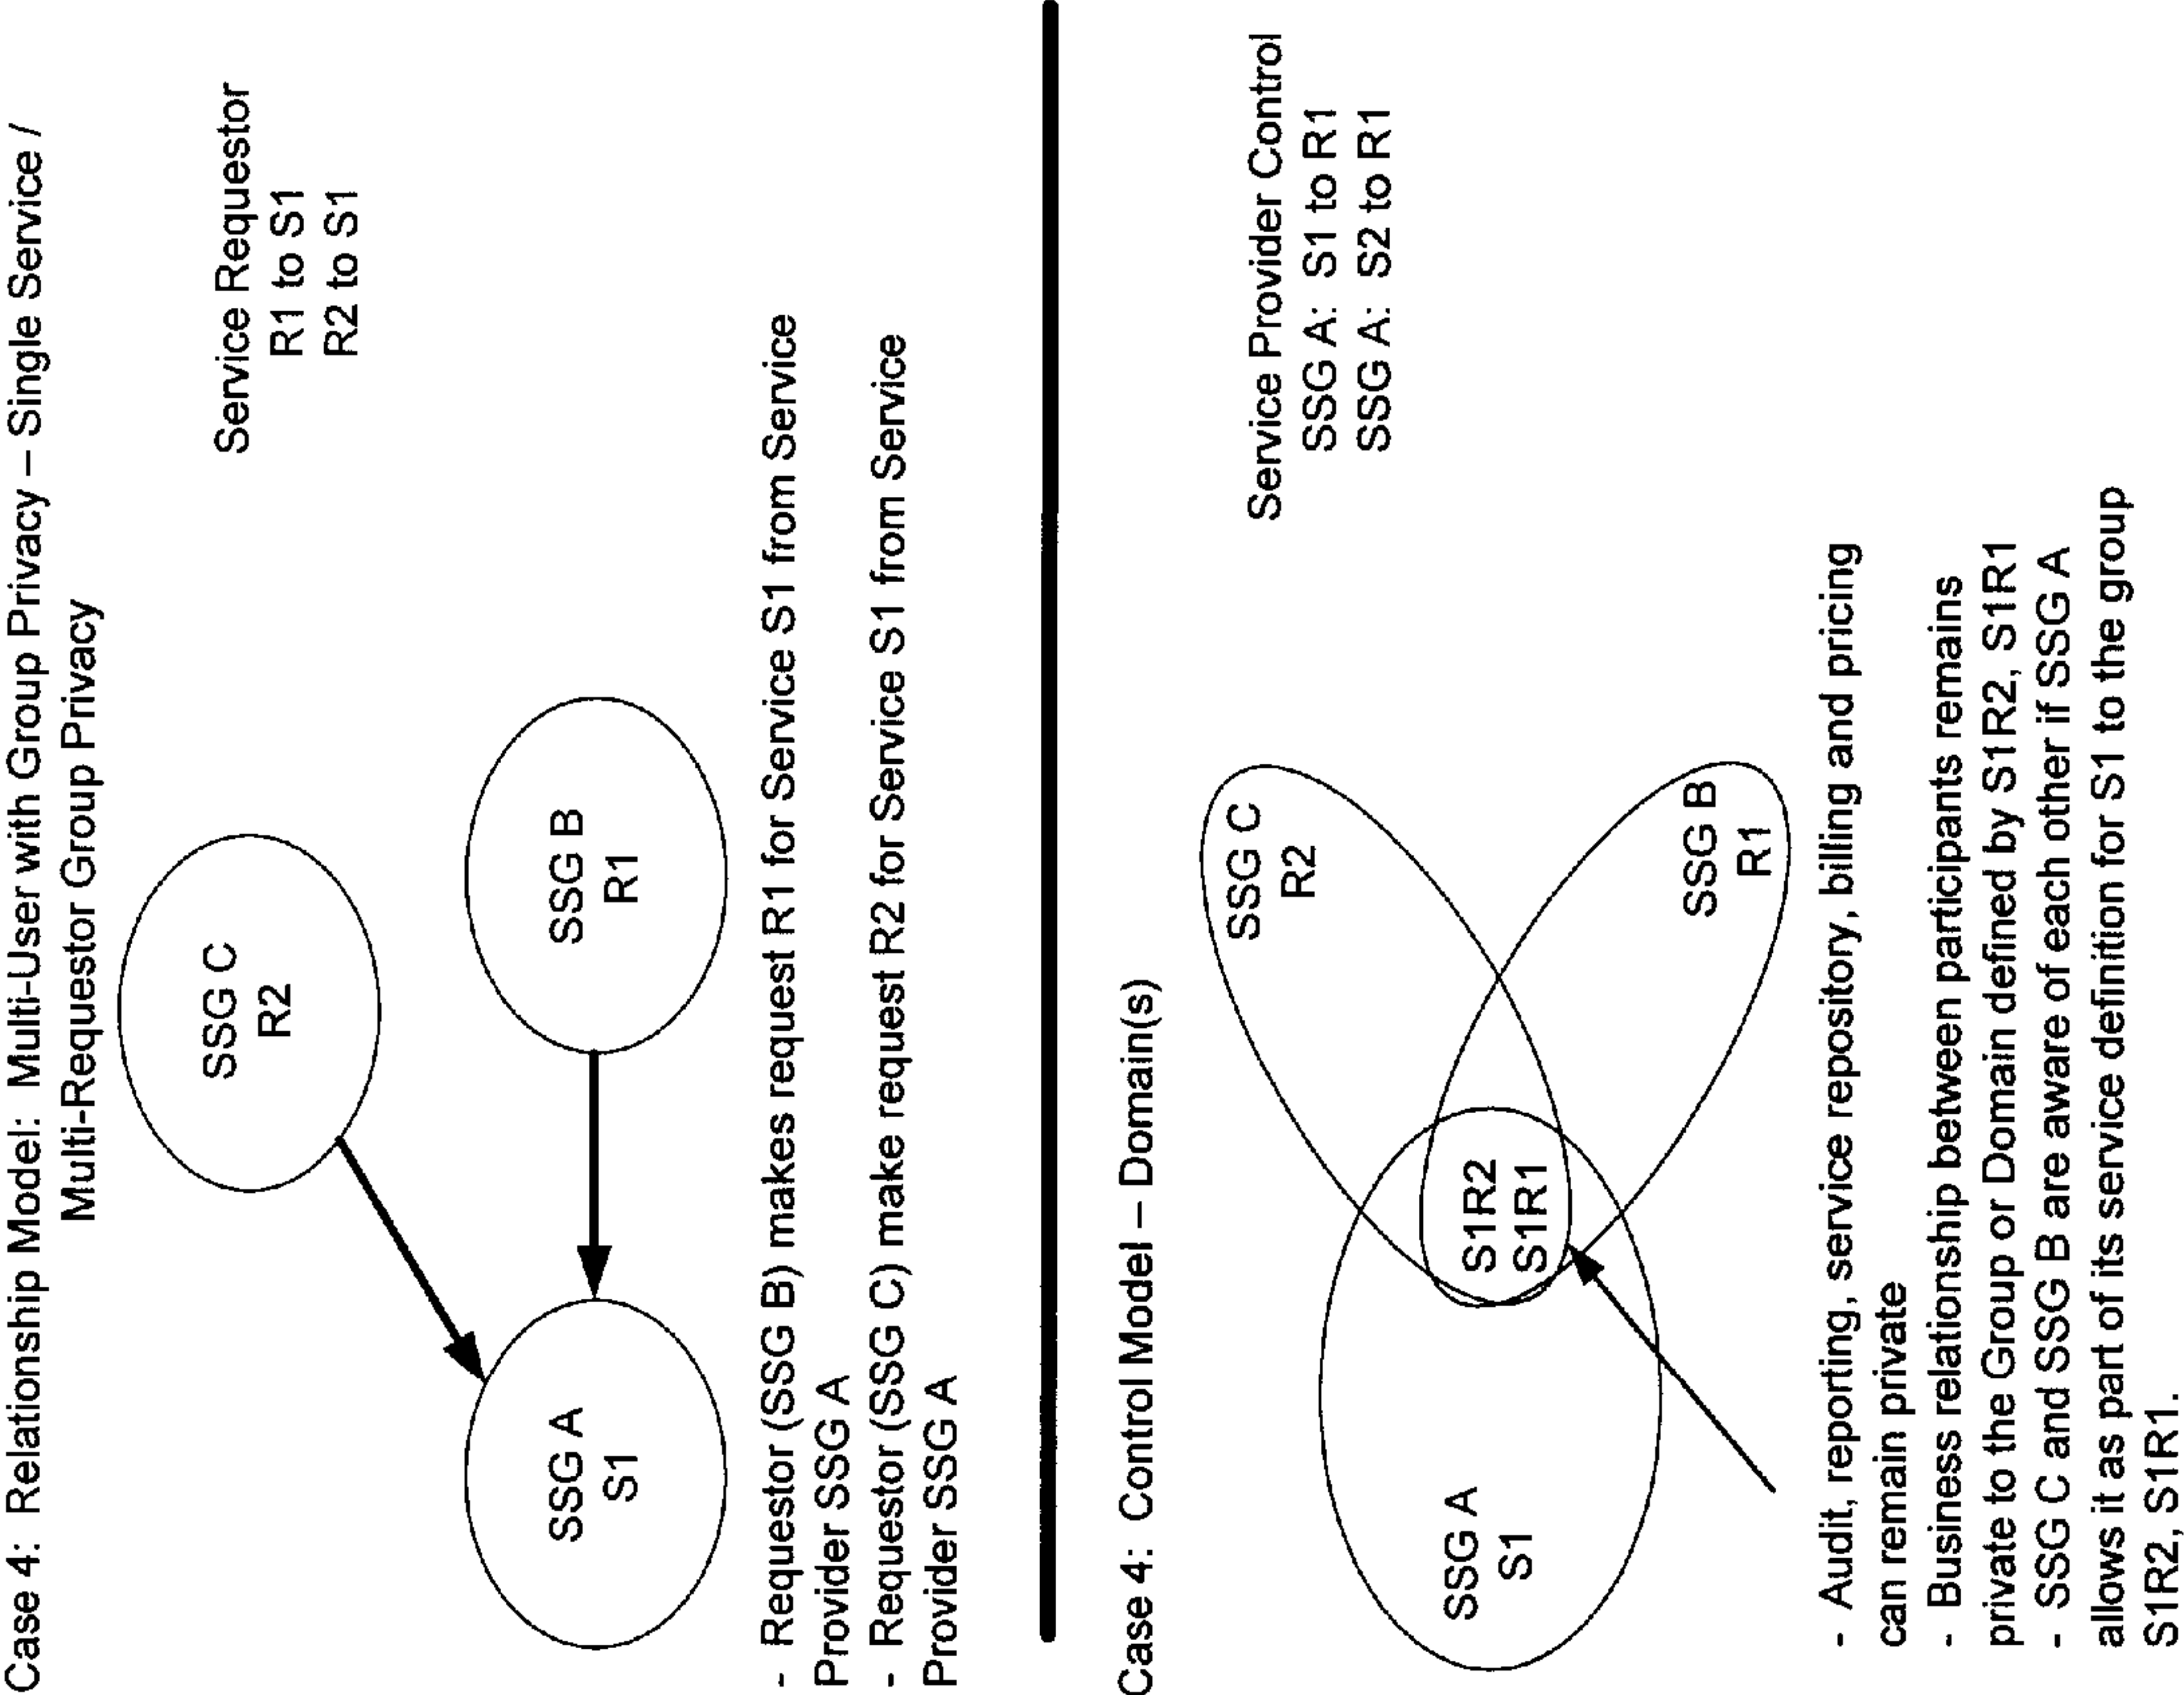 Case 4: Relationship Model: Multi-User with Group Privacy – Single Service /
Multi-Requestor Group Privacy
Service Requestor
R1 to S1
R2 to S1
SSG C
R2
SSG A
S1
SSG B
R1
- Requestor (SSG B) makes request R1 for Service S1 from Service
Provider SSG A
- Requestor (SSG C) make request R2 for Service S1 from Service
Provider SSG A
Case 4: Control Model – Domain(s)
Service Provider Control
SSG A: S1 to R1
SSG A: S2 to R1
SSG C
R2
SSG A
S1
S1R2
S1R1
SSG B
R1
- Audit, reporting, service repository, billing and pricing
can remain private
- Business relationship between participants remains
private to the Group or Domain defined by S1R2, S1R1
- SSG C and SSG B are aware of each other if SSG A
allows it as part of its service definition for S1 to the group
S1R2, S1R1.